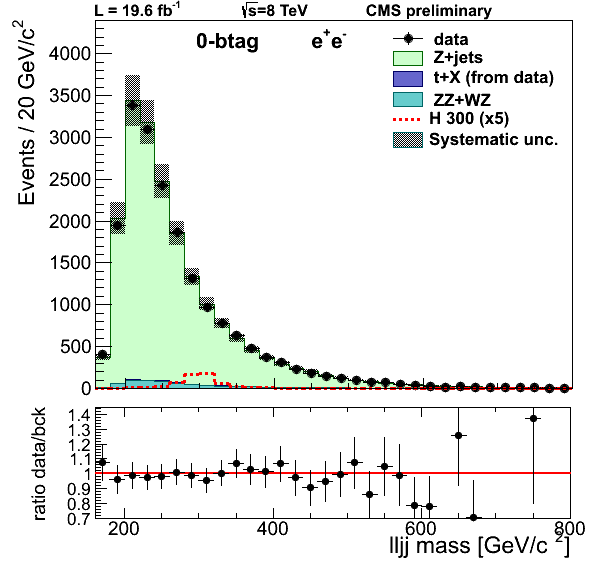 L = 19.6 fb⁻¹ √s=8 TeV CMS preliminary
0-btag e⁺e⁻
data
Z+jets
t+X (from data)
ZZ+WZ
H 300 (x5)
Systematic unc.
Events / 20 GeV/c²
4000
3500
3000
2500
2000
1500
1000
500
0
ratio data/bck
1.4
1.3
1.2
1.1
1
0.9
0.8
0.7
200 400 600 800
lljj mass [GeV/c ²]